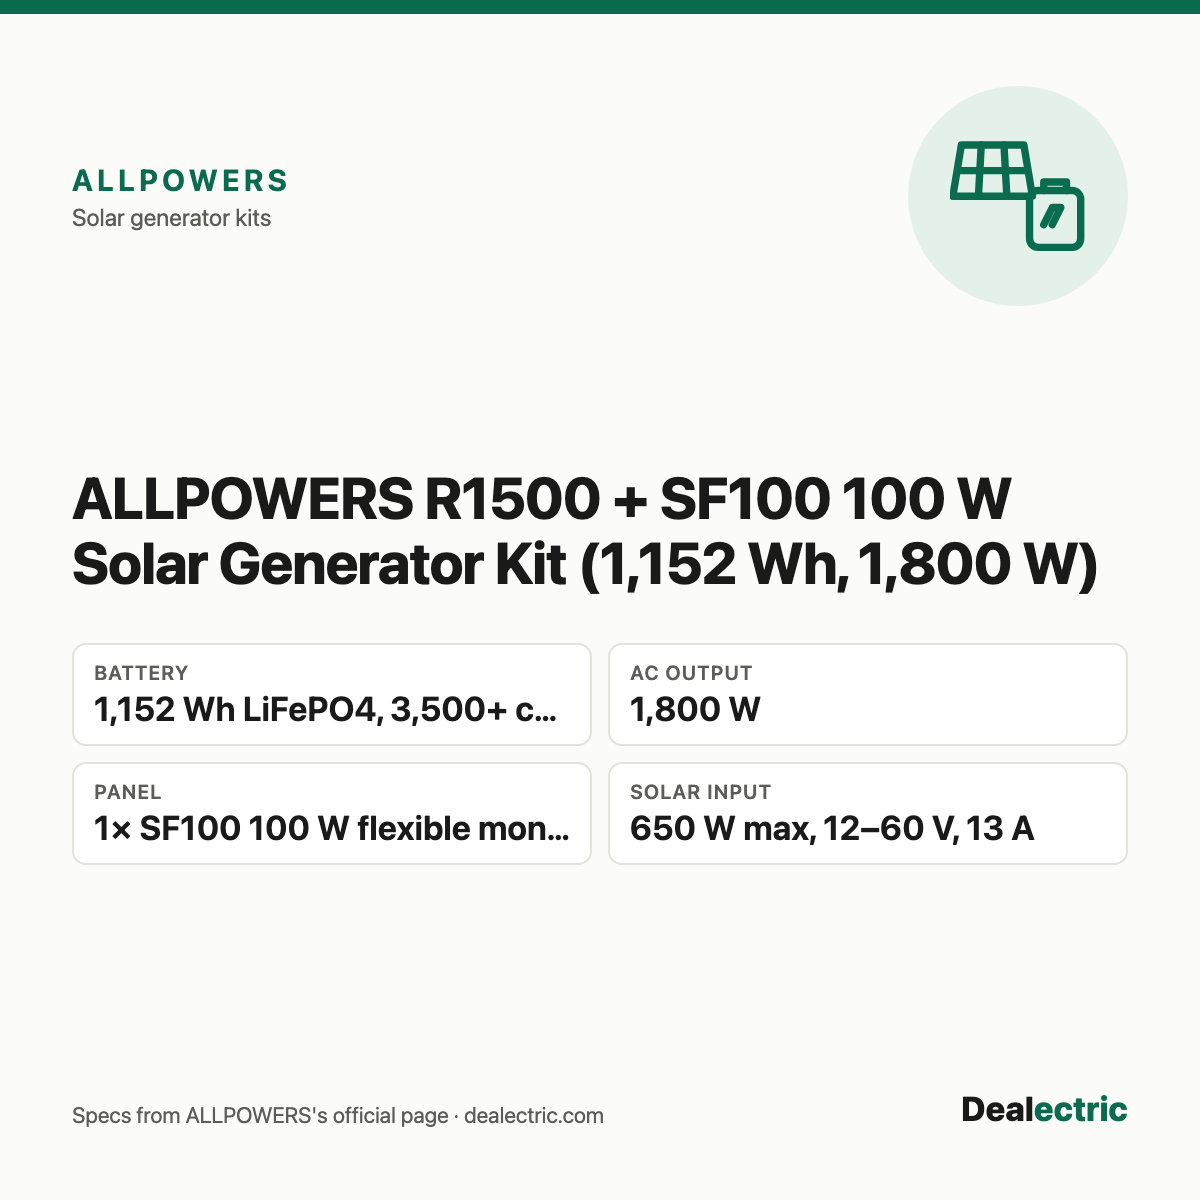 ALLPOWERS
Solar generator kits
ALLPOWERS R1500 + SF100 100 W
Solar Generator Kit (1,152 Wh, 1,800 W)
BATTERY
1,152 Wh LiFePO4, 3,500+ c...
AC OUTPUT
1,800 W
PANEL
1× SF100 100 W flexible mon...
SOLAR INPUT
650 W max, 12–60 V, 13 A
Specs from ALLPOWERS's official page · dealectric.com
Dealectric